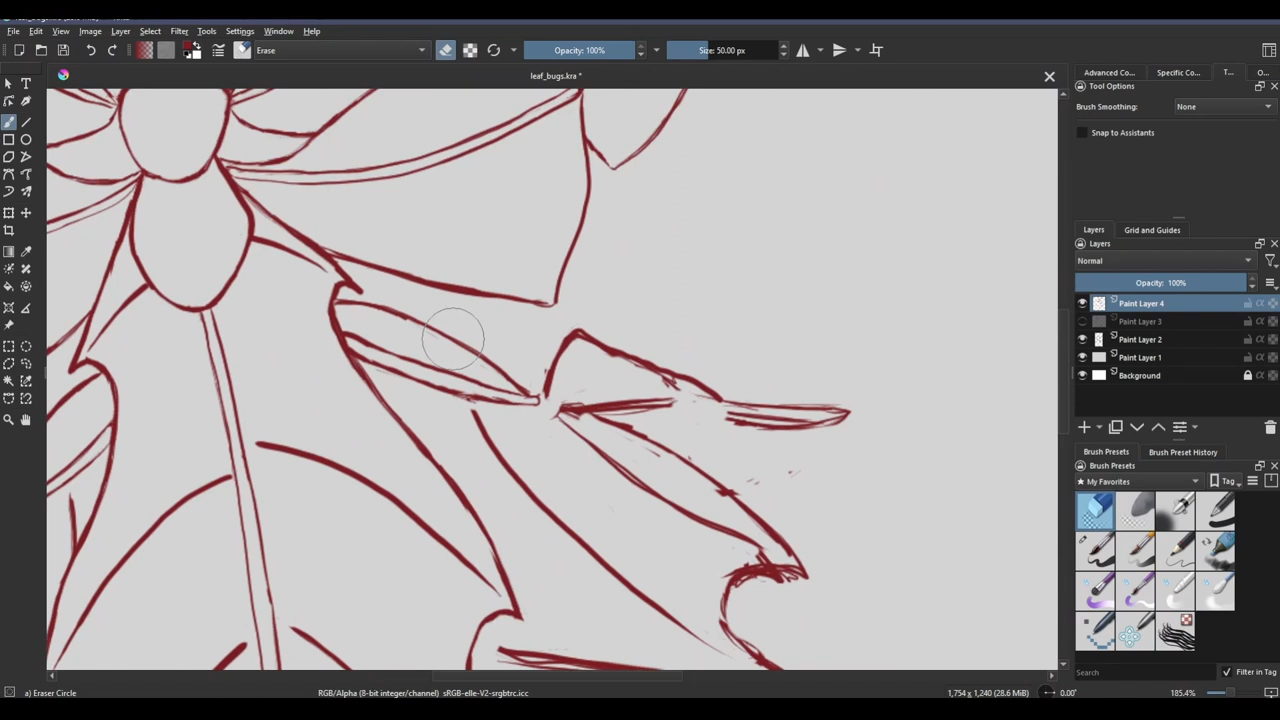 File Edit View Image Layer Select Filter Tools Settings Window Help
Erase Opacity: 100% Size: 50.00 px
leaf_bugs.kra *
Advanced Co... Specific Co... T... O...
Tool Options
Brush Smoothing: None
Snap to Assistants
Layers Grid and Guides
Layers
Normal
Opacity: 100%
Paint Layer 4
Paint Layer 3
Paint Layer 2
Paint Layer 1
Background
Brush Presets Brush Preset History
Brush Presets
★ My Favorites Tag
Search Filter in Tag
a) Eraser Circle RGB/Alpha (8-bit integer/channel) sRGB-elle-V2-srgbtrc.icc 1,754 x 1,240 (28.6 MiB) 0.00° 185.4%